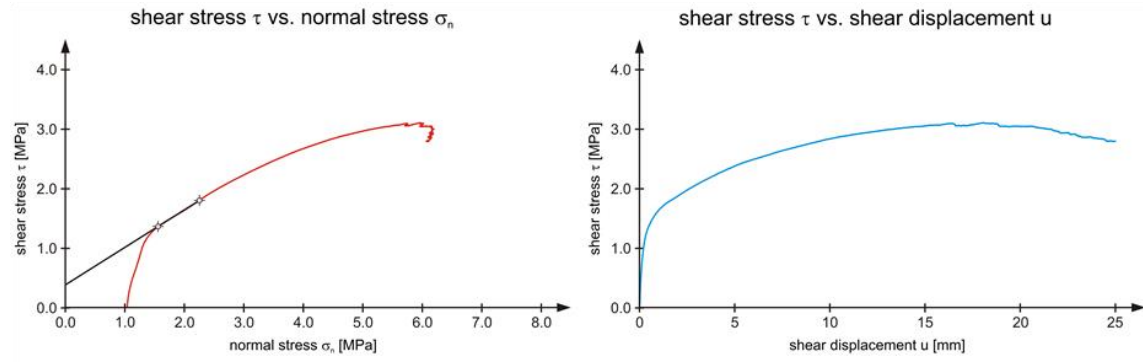 shear stress τ vs. normal stress σn
4.0
3.0
2.0
1.0
0.0
shear stress τ [MPa]
0.0 1.0 2.0 3.0 4.0 5.0 6.0 7.0 8.0
normal stress σn [MPa]
shear stress τ vs. shear displacement u
4.0
3.0
2.0
1.0
0.0
shear stress τ [MPa]
0 5 10 15 20 25
shear displacement u [mm]